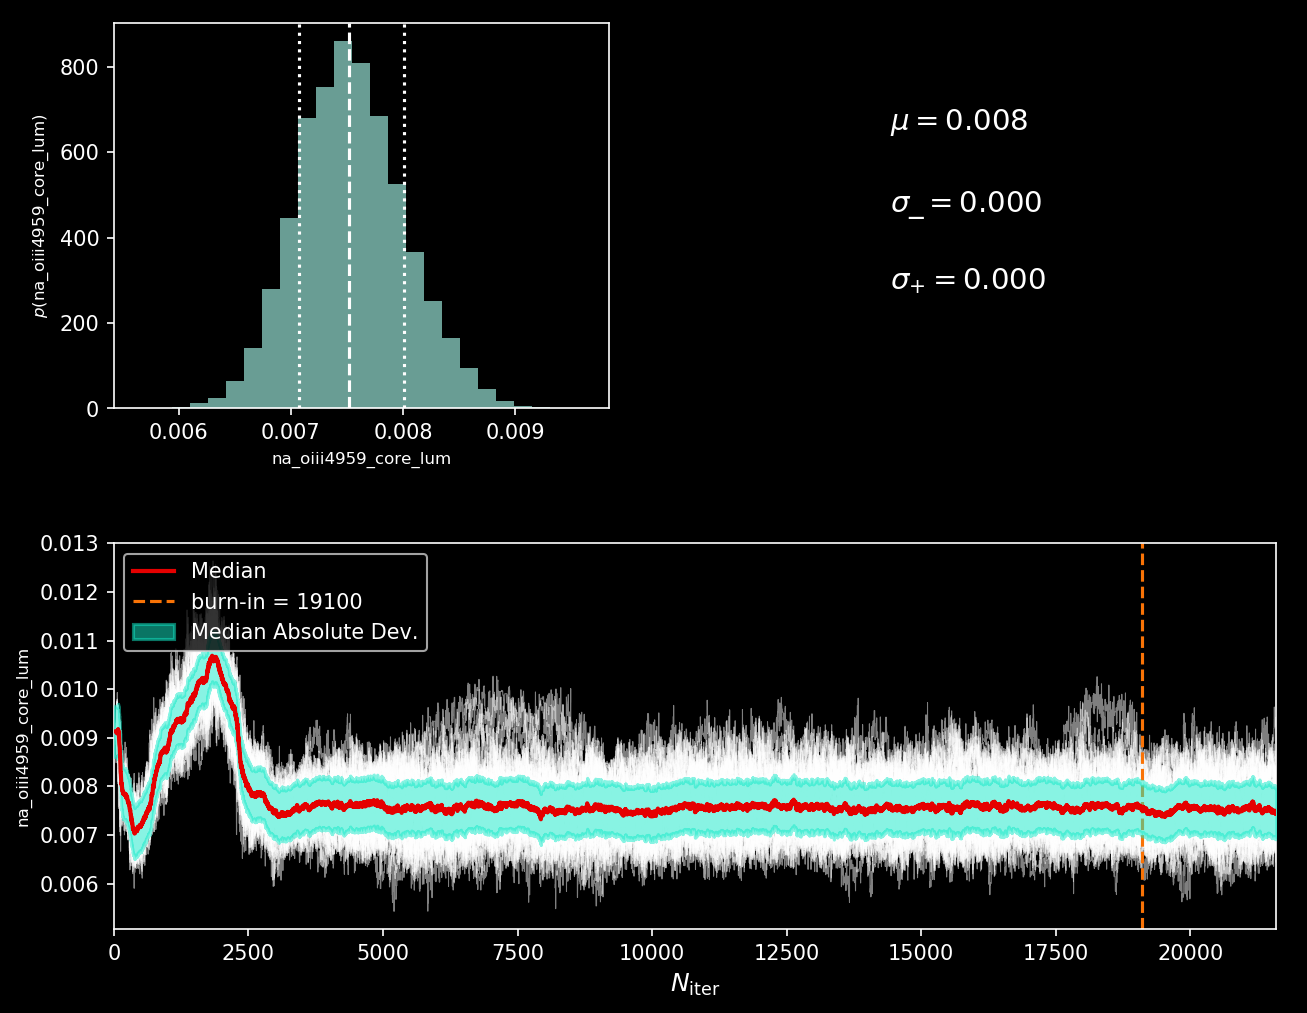 800
600
400
200
0
p(na_oiii4959_core_lum)
0.006 0.007 0.008 0.009
na_oiii4959_core_lum
μ = 0.008
σ₋ = 0.000
σ₊ = 0.000
0.013
0.012
0.011
0.010
0.009
0.008
0.007
0.006
na_oiii4959_core_lum
Median
burn-in = 19100
Median Absolute Dev.
0 2500 5000 7500 10000 12500 15000 17500 20000
N_iter